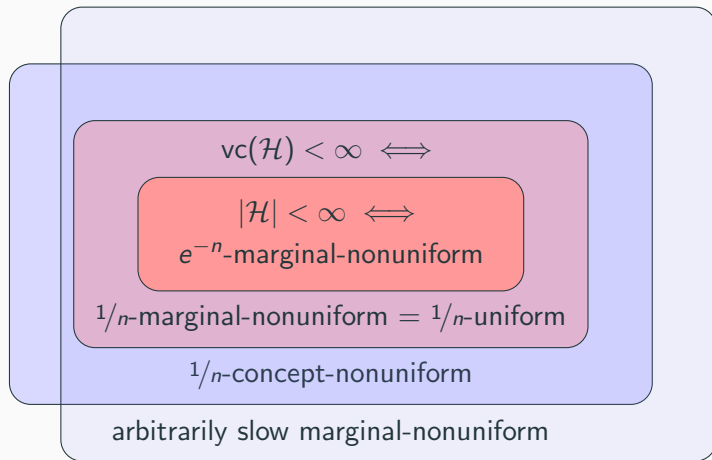 vc(ℋ) < ∞ ⟺
|ℋ| < ∞ ⟺
e⁻ⁿ-marginal-nonuniform
1/n-marginal-nonuniform = 1/n-uniform
1/n-concept-nonuniform
arbitrarily slow marginal-nonuniform